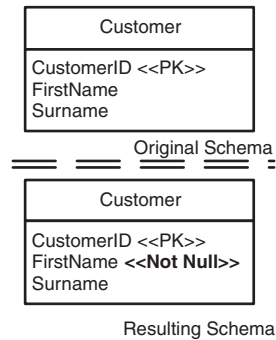 Customer
CustomerID <<PK>>
FirstName
Surname
Original Schema
Customer
CustomerID <<PK>>
FirstName <<Not Null>>
Surname
Resulting Schema